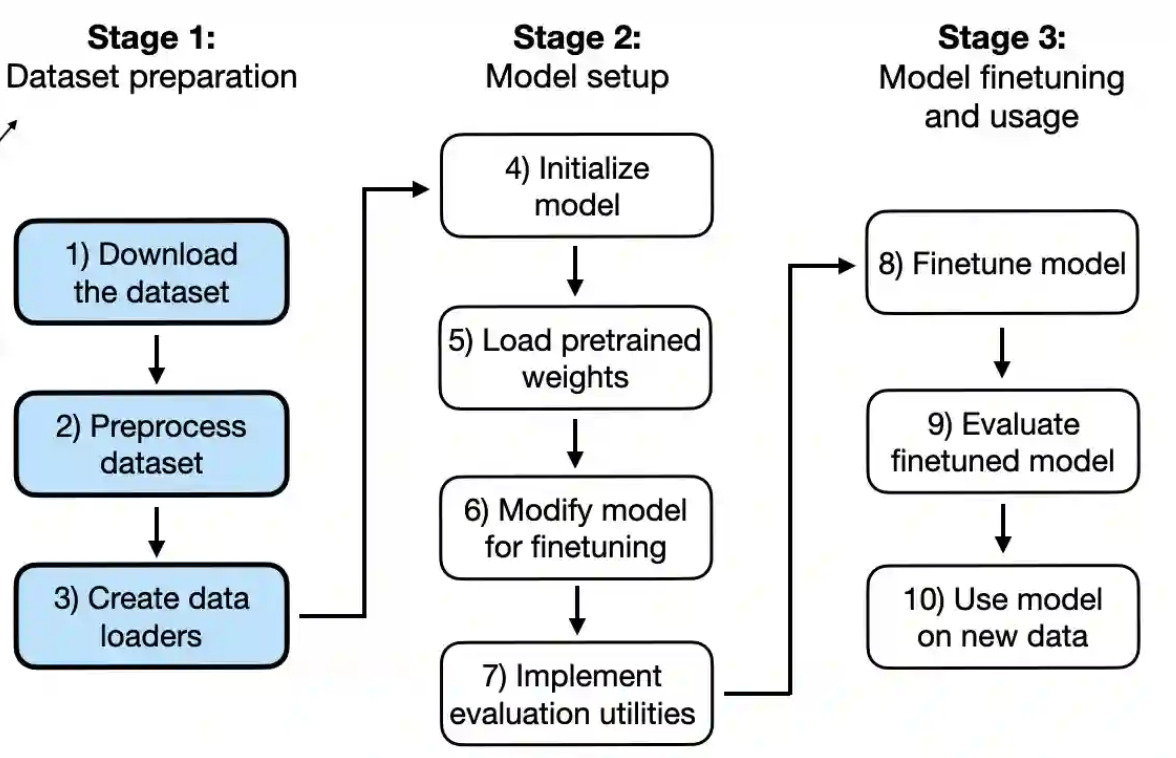 Stage 1:
Dataset preparation
1) Download
the dataset
2) Preprocess
dataset
3) Create data
loaders
Stage 2:
Model setup
4) Initialize
model
5) Load pretrained
weights
6) Modify model
for finetuning
7) Implement
evaluation utilities
Stage 3:
Model finetuning
and usage
8) Finetune model
9) Evaluate
finetuned model
10) Use model
on new data